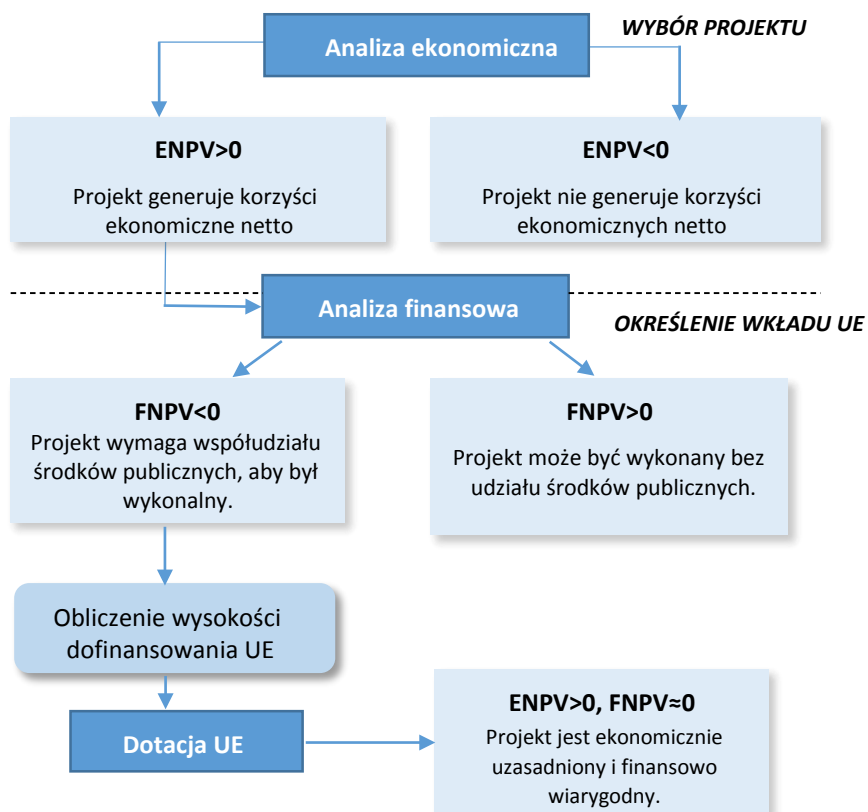 WYBÓR PROJEKTU
Analiza ekonomiczna
ENPV>0
Projekt generuje korzyści
ekonomiczne netto
ENPV<0
Projekt nie generuje korzyści
ekonomicznych netto
Analiza finansowa
OKREŚLENIE WKŁADU UE
FNPV<0
Projekt wymaga współudziału
środków publicznych, aby był
wykonalny.
FNPV>0
Projekt może być wykonany bez
udziału środków publicznych.
Obliczenie wysokości
dofinansowania UE
Dotacja UE
ENPV>0, FNPV≈0
Projekt jest ekonomicznie
uzasadniony i finansowo
wiarygodny.